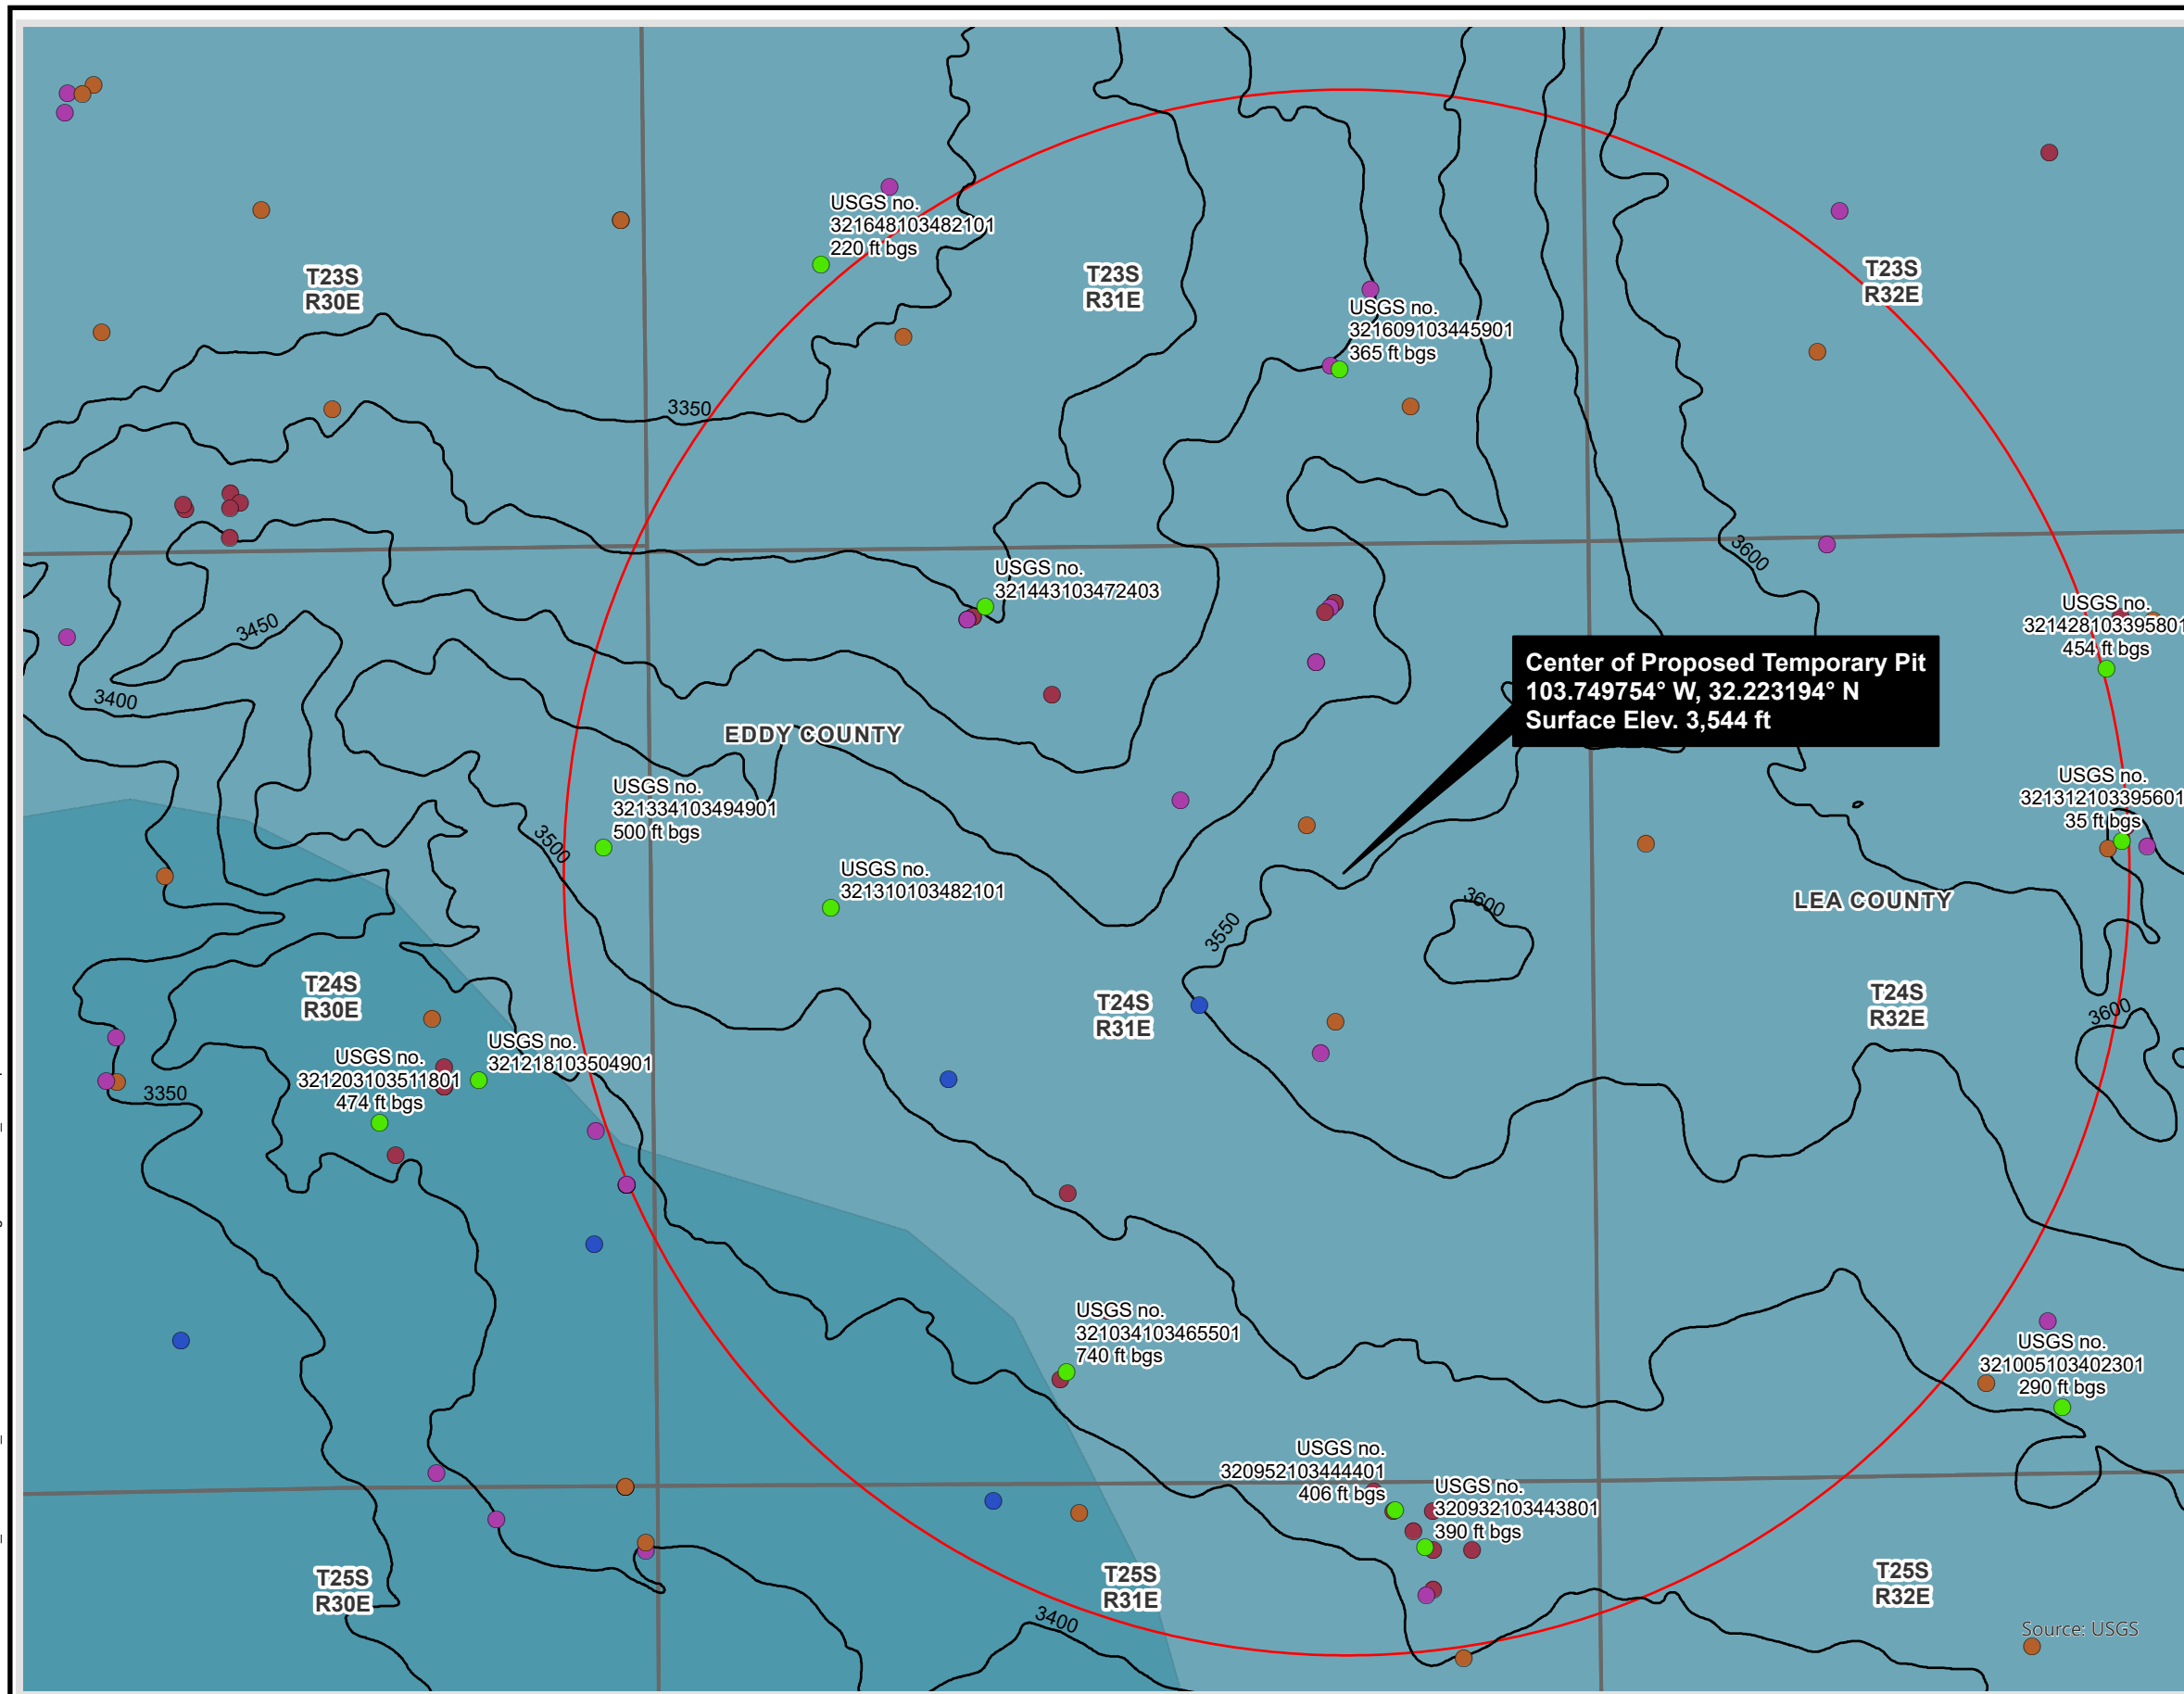 USGS no.
321648103482101
220 ft bgs
T23S
R30E
T23S
R31E
T23S
R32E
USGS no.
321609103445901
365 ft bgs
3350
3600
USGS no.
321443103472403
USGS no.
321428103395801
454 ft bgs
3450
3400
Center of Proposed Temporary Pit
103.749754° W, 32.223194° N
Surface Elev. 3,544 ft
EDDY COUNTY
USGS no.
321334103494901
500 ft bgs
USGS no.
321312103395601
35 ft bgs
3500
USGS no.
321310103482101
3600
LEA COUNTY
3550
T24S
R30E
T24S
R31E
T24S
R32E
3600
USGS no.
321218103504901
USGS no.
321203103511801
474 ft bgs
3350
USGS no.
321034103465501
740 ft bgs
USGS no.
321005103402301
290 ft bgs
USGS no.
320952103444401
406 ft bgs
USGS no.
320932103443801
390 ft bgs
T25S
R30E
T25S
R31E
T25S
R32E
3400
Source: USGS